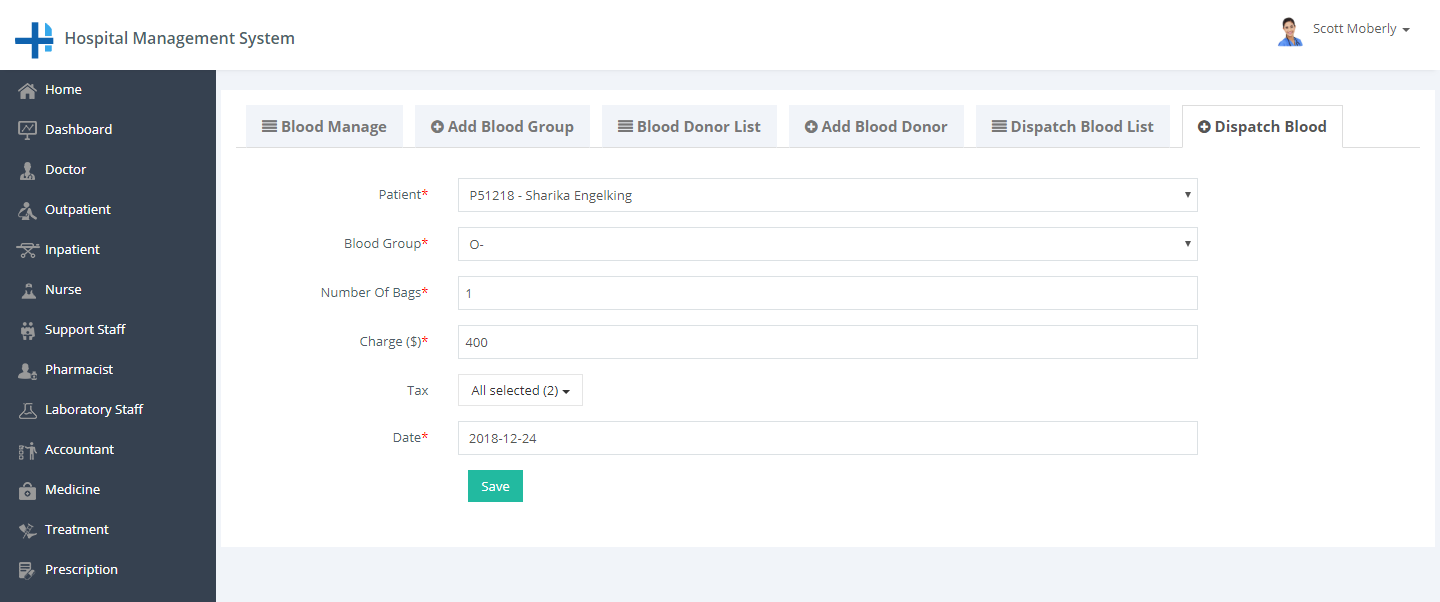 Hospital Management System
Scott Moberly
Home
Dashboard
Doctor
Outpatient
Inpatient
Nurse
Support Staff
Pharmacist
Laboratory Staff
Accountant
Medicine
Treatment
Prescription
Blood Manage Add Blood Group Blood Donor List Add Blood Donor Dispatch Blood List Dispatch Blood
Patient* P51218 - Sharika Engelking
Blood Group* O-
Number Of Bags* 1
Charge ($)* 400
Tax All selected (2)
Date* 2018-12-24
Save